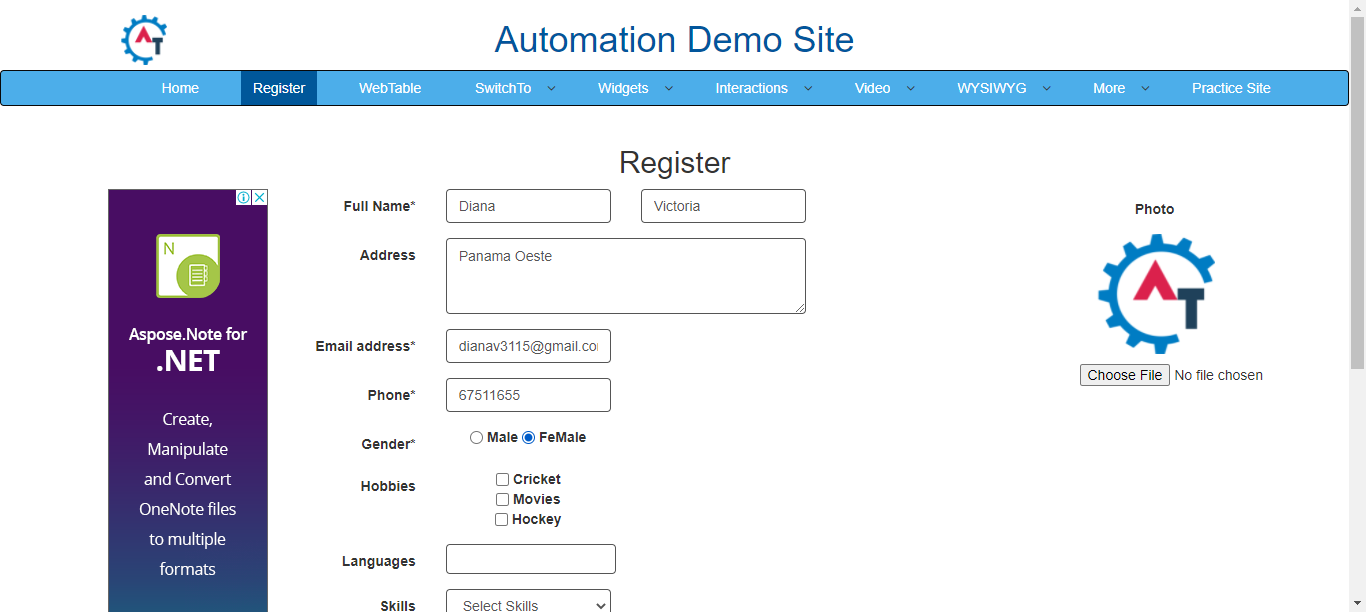 AT
Automation Demo Site
Home Register WebTable SwitchTo Widgets Interactions Video WYSIWYG More Practice Site
Register
Full Name* Diana Victoria
Address Panama Oeste
Email address* dianav3115@gmail.co
Phone* 67511655
Gender* Male FeMale
Hobbies Cricket
Movies
Hockey
Languages
Skills Select Skills
Photo
AT
Choose File No file chosen
N
Aspose.Note for
.NET
Create,
Manipulate
and Convert
OneNote files
to multiple
formats